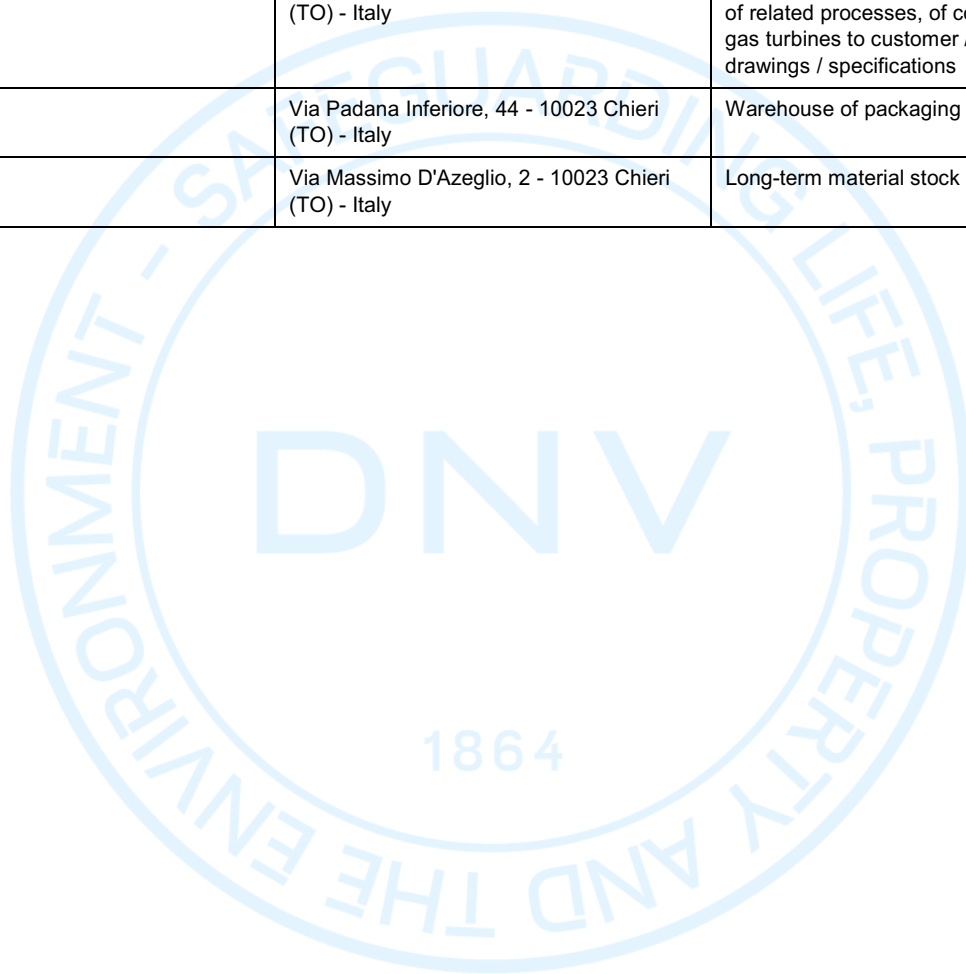 (TO) - Italy
of related processes, of
gas turbines to customer /
drawings / specifications
Via Padana Inferiore, 44 - 10023 Chieri
(TO) - Italy
Warehouse of packaging
Via Massimo D'Azeglio, 2 - 10023 Chieri
(TO) - Italy
Long-term material stock
SAFEGUARDING LIFE, PROPERTY AND THE ENVIRONMENT -
DNV
1864